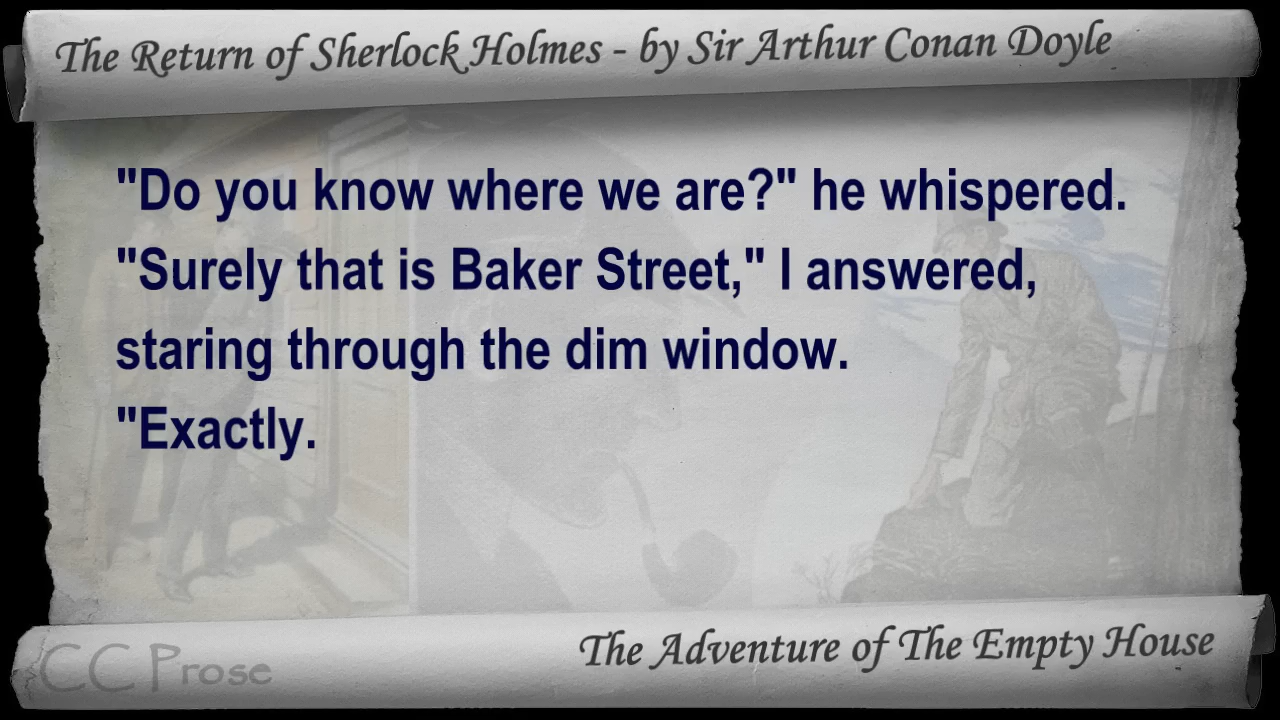 The Return of Sherlock Holmes - by Sir Arthur Conan Doyle
"Do you know where we are?" he whispered.
"Surely that is Baker Street," I answered,
staring through the dim window.
"Exactly.
The Adventure of The Empty House
CC Prose